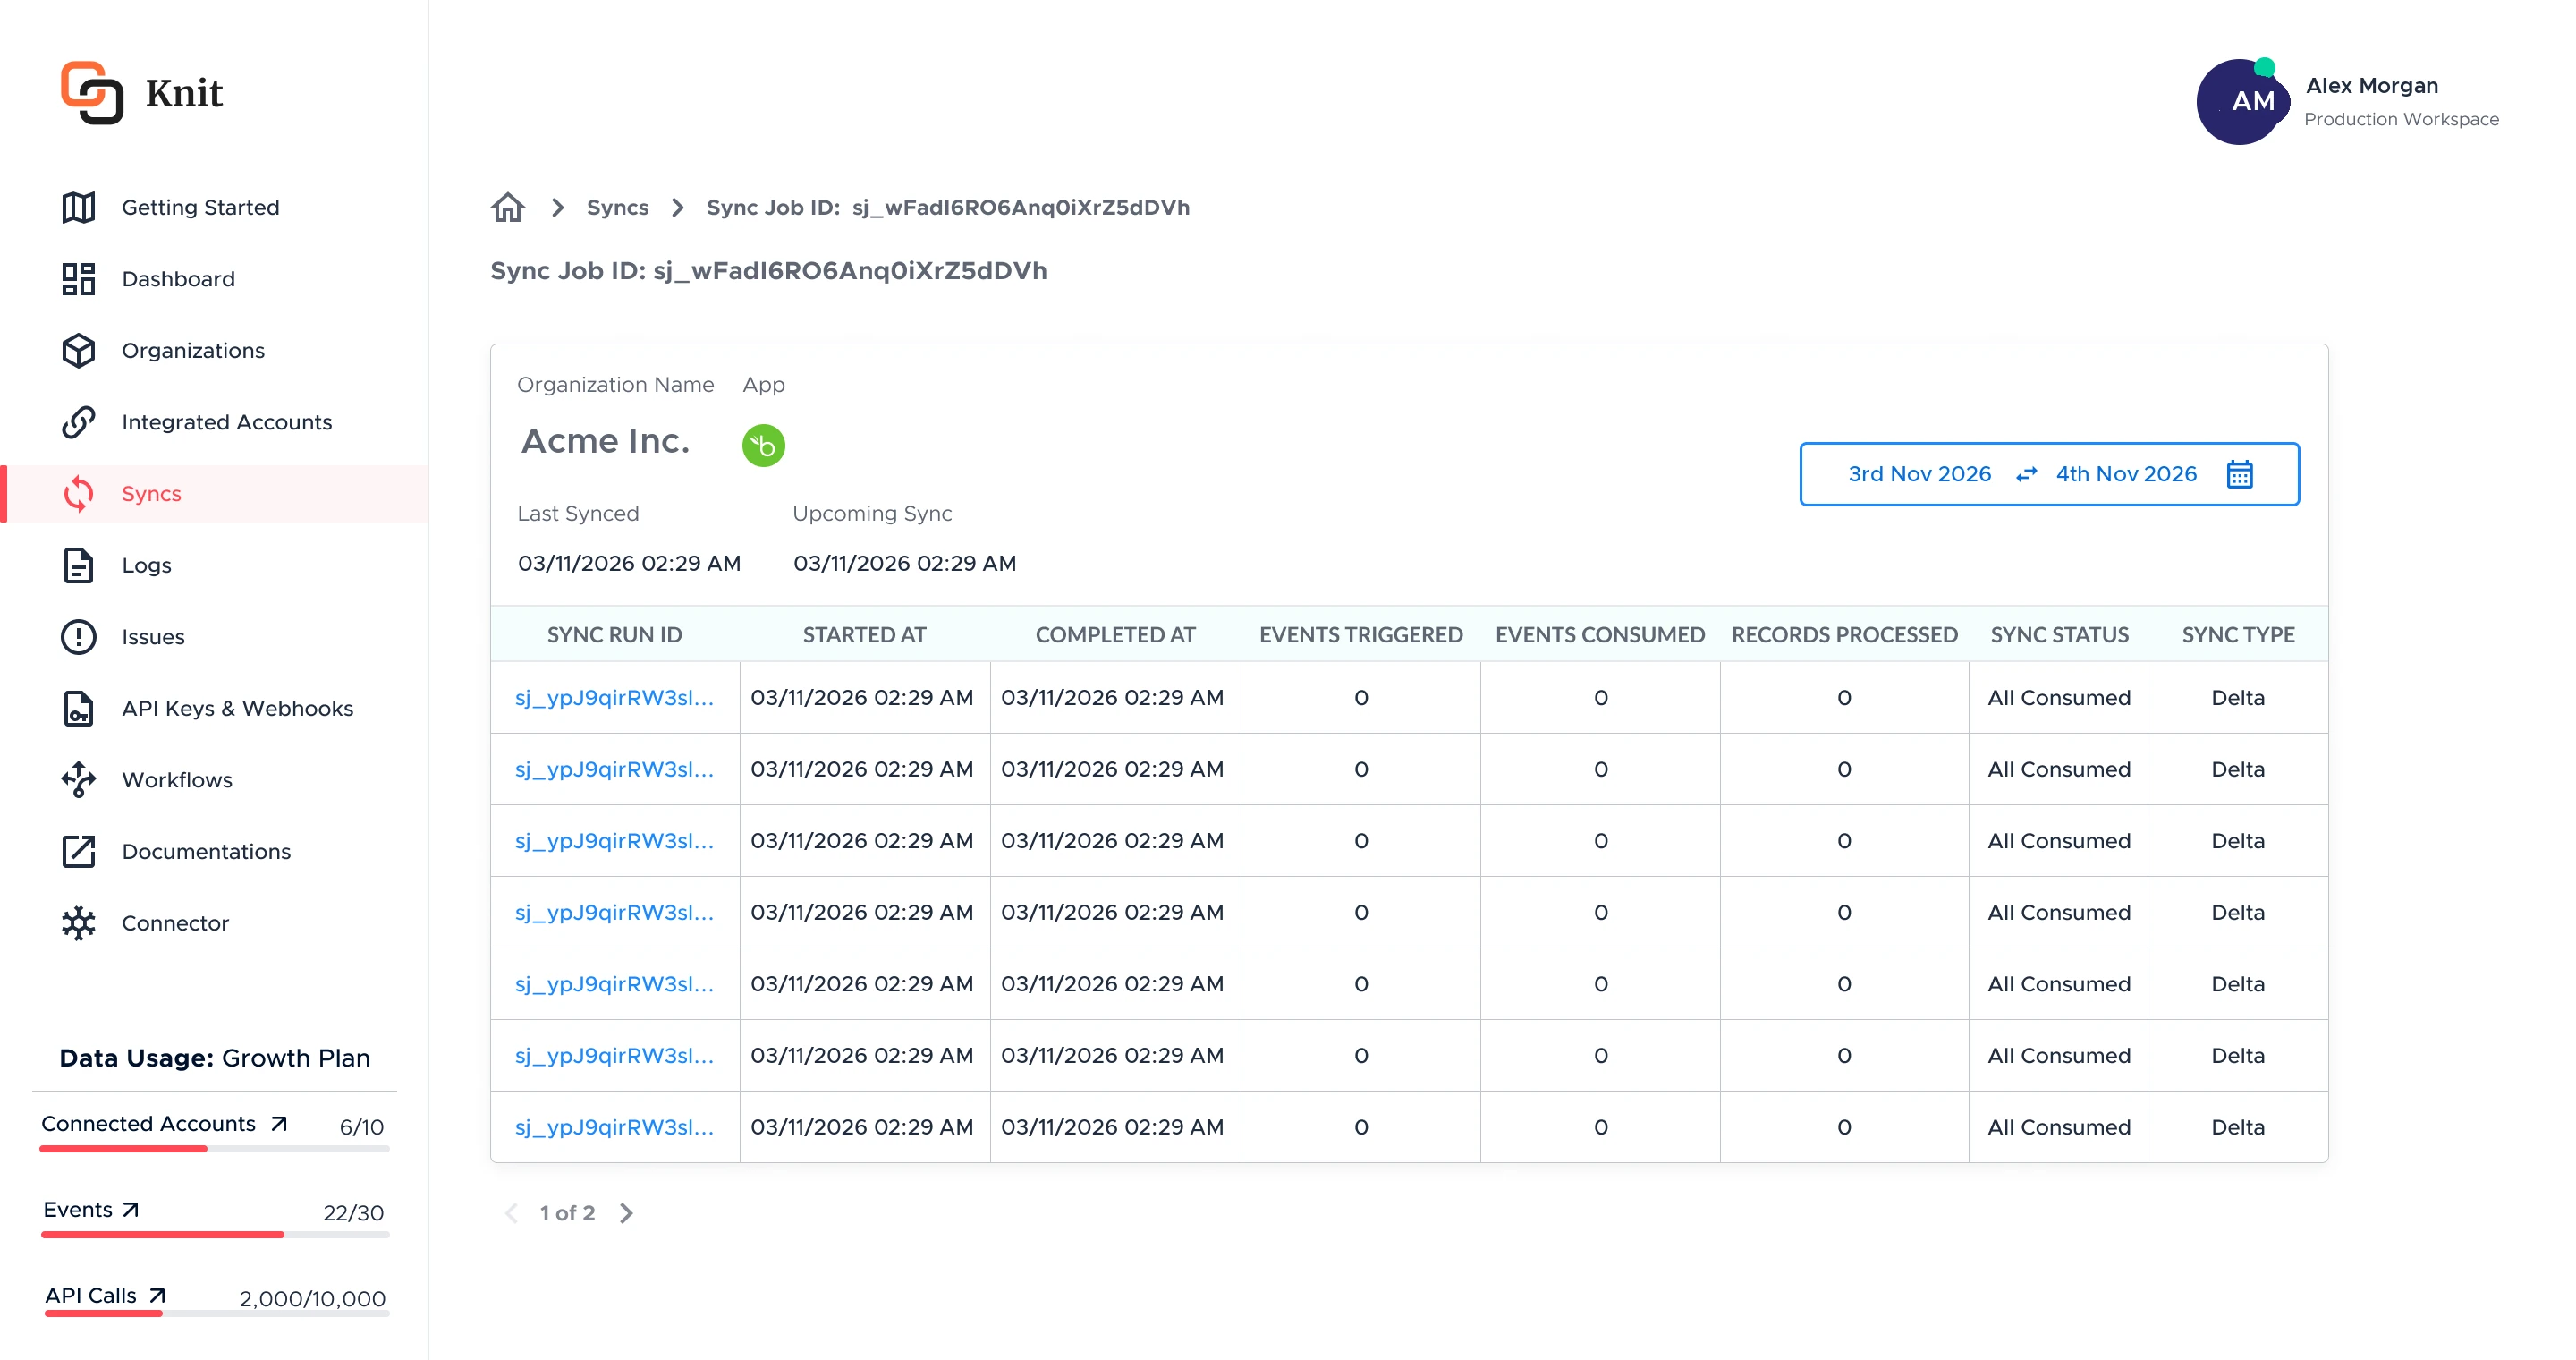 Knit
Getting Started
Dashboard
Organizations
Integrated Accounts
Syncs
Logs
Issues
API Keys & Webhooks
Workflows
Documentations
Connector
Data Usage: Growth Plan
Connected Accounts 6/10
Events 22/30
API Calls 2,000/10,000
AM
Alex Morgan
Production Workspace
Syncs
Sync Job ID: sj_wFadI6RO6Anq0iXrZ5dDVh
Sync Job ID: sj_wFadI6RO6Anq0iXrZ5dDVh
Organization Name App
Acme Inc. b
3rd Nov 2026 4th Nov 2026
Last Synced Upcoming Sync
03/11/2026 02:29 AM 03/11/2026 02:29 AM
SYNC RUN ID STARTED AT COMPLETED AT EVENTS TRIGGERED EVENTS CONSUMED RECORDS PROCESSED SYNC STATUS SYNC TYPE
sj_ypJ9qirRW3sl... 03/11/2026 02:29 AM 03/11/2026 02:29 AM 0 0 0 All Consumed Delta
sj_ypJ9qirRW3sl... 03/11/2026 02:29 AM 03/11/2026 02:29 AM 0 0 0 All Consumed Delta
sj_ypJ9qirRW3sl... 03/11/2026 02:29 AM 03/11/2026 02:29 AM 0 0 0 All Consumed Delta
sj_ypJ9qirRW3sl... 03/11/2026 02:29 AM 03/11/2026 02:29 AM 0 0 0 All Consumed Delta
sj_ypJ9qirRW3sl... 03/11/2026 02:29 AM 03/11/2026 02:29 AM 0 0 0 All Consumed Delta
sj_ypJ9qirRW3sl... 03/11/2026 02:29 AM 03/11/2026 02:29 AM 0 0 0 All Consumed Delta
sj_ypJ9qirRW3sl... 03/11/2026 02:29 AM 03/11/2026 02:29 AM 0 0 0 All Consumed Delta
1 of 2